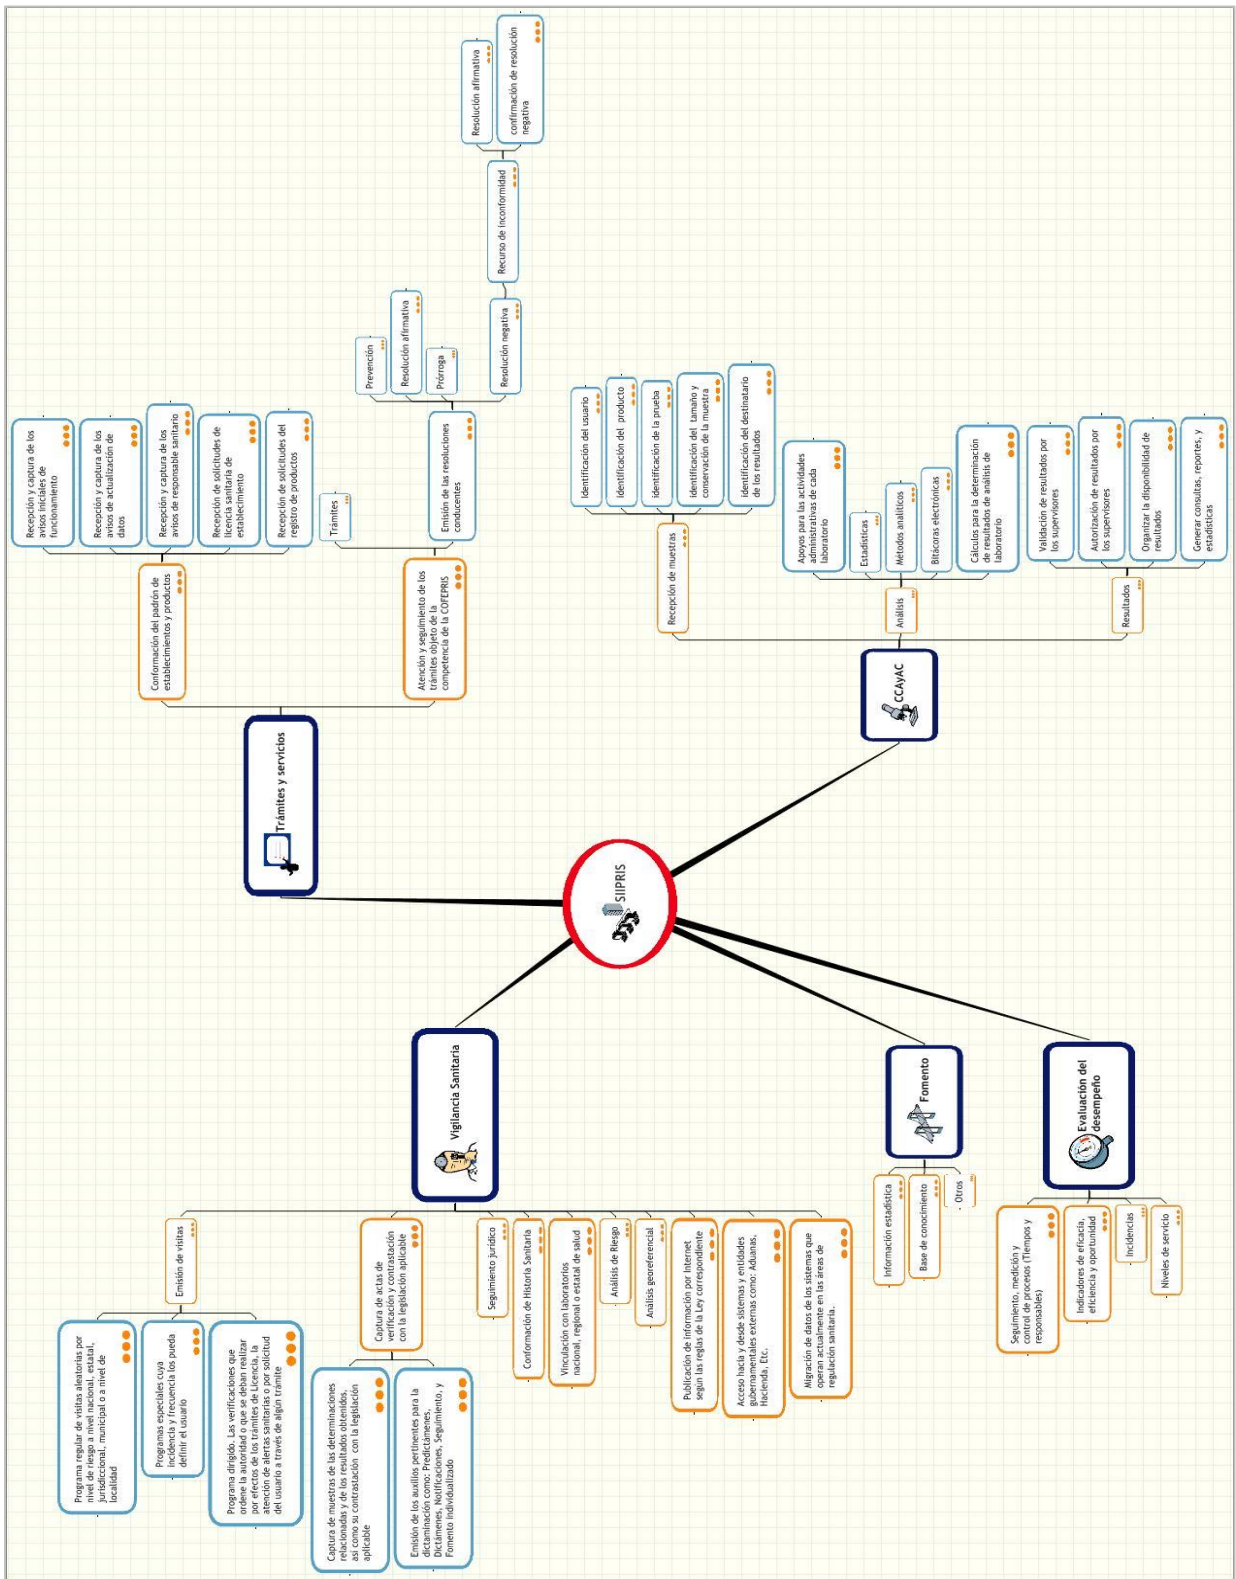 SIIPRIS
Trámites y servicios
Conformación del padrón de
establecimientos y productos
Recepción y captura de los
avisos iniciales de
funcionamiento
Recepción y captura de los
avisos de actualización de
datos
Recepción y captura de los
avisos de responsable sanitario
Recepción de solicitudes de
licencia sanitaria de
establecimiento
Recepción de solicitudes del
registro de productos
Atención y seguimiento de los
trámites objeto de la
competencia de la COFEPRIS
Trámites
Emisión de las resoluciones
conducentes
Prevención
Resolución afirmativa
Prórroga
Resolución negativa
Recurso de inconformidad
Resolución afirmativa
confirmación de resolución
negativa
CCAyAC
Recepción de muestras
Identificación del usuario
Identificación del producto
Identificación de la prueba
Identificación del tamaño y
conservación de la muestra
Identificación del destinatario
de los resultados
Análisis
Apoyos para las actividades
administrativas de cada
laboratorio
Estadísticas
Métodos analíticos
Bitácoras electrónicas
Cálculos para la determinación
de resultados de análisis de
laboratorio
Resultados
Validación de resultados por
los supervisores
Autorización de resultados por
los supervisores
Organizar la disponibilidad de
resultados
Generar consultas, reportes, y
estadísticas
Vigilancia Sanitaria
Emisión de visitas
Programa regular de visitas aleatorias por
nivel de riesgo a nivel nacional, estatal,
jurisdiccional, municipal o a nivel de
localidad
Programas especiales cuya
incidencia y frecuencia los pueda
definir el usuario
Programa dirigido. Las verificaciones que
ordene la autoridad o que se deban realizar
por efectos de los trámites de Licencia, la
atención de alertas sanitarias o por solicitud
del usuario a través de algún trámite
Captura de actas de
verificación y contrastación
con la legislación aplicable
Captura de muestras de las determinaciones
relacionadas y de los resultados obtenidos,
así como su contrastación con la legislación
aplicable
Emisión de los auxilios pertinentes para la
dictaminación como: Predictámenes,
Dictámenes, Notificaciones, Seguimiento, y
Fomento individualizado
Seguimiento jurídico
Conformación de Historia Sanitaria
Vinculación con laboratorios
nacional, regional o estatal de salud
Análisis de Riesgo
Análisis georeferencial
Publicación de información por Internet
según las reglas de la Ley correspondiente
Acceso hacia y desde sistemas y entidades
gubernamentales externas como: Aduanas,
Hacienda, Etc.
Migración de datos de los sistemas que
operan actualmente en las áreas de
regulación sanitaria.
Fomento
Información estadística
Base de conocimiento
Otros
Evaluación del
desempeño
Seguimiento, medición y
control de procesos (Tiempos y
responsables)
Indicadores de eficacia,
eficiencia y oportunidad
Incidencias
Niveles de servicio